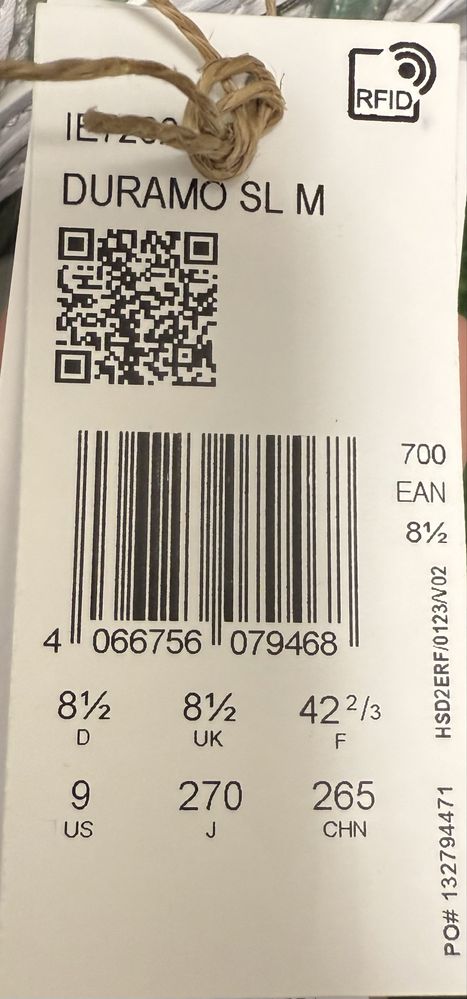 RFID
DURAMO SL M
700
EAN
8½
4 066756 079468
8½ 8½ 42 2/3
D UK F
9 270 265
US J CHN
HSD2ERF/0123/V02
PO# 132794471